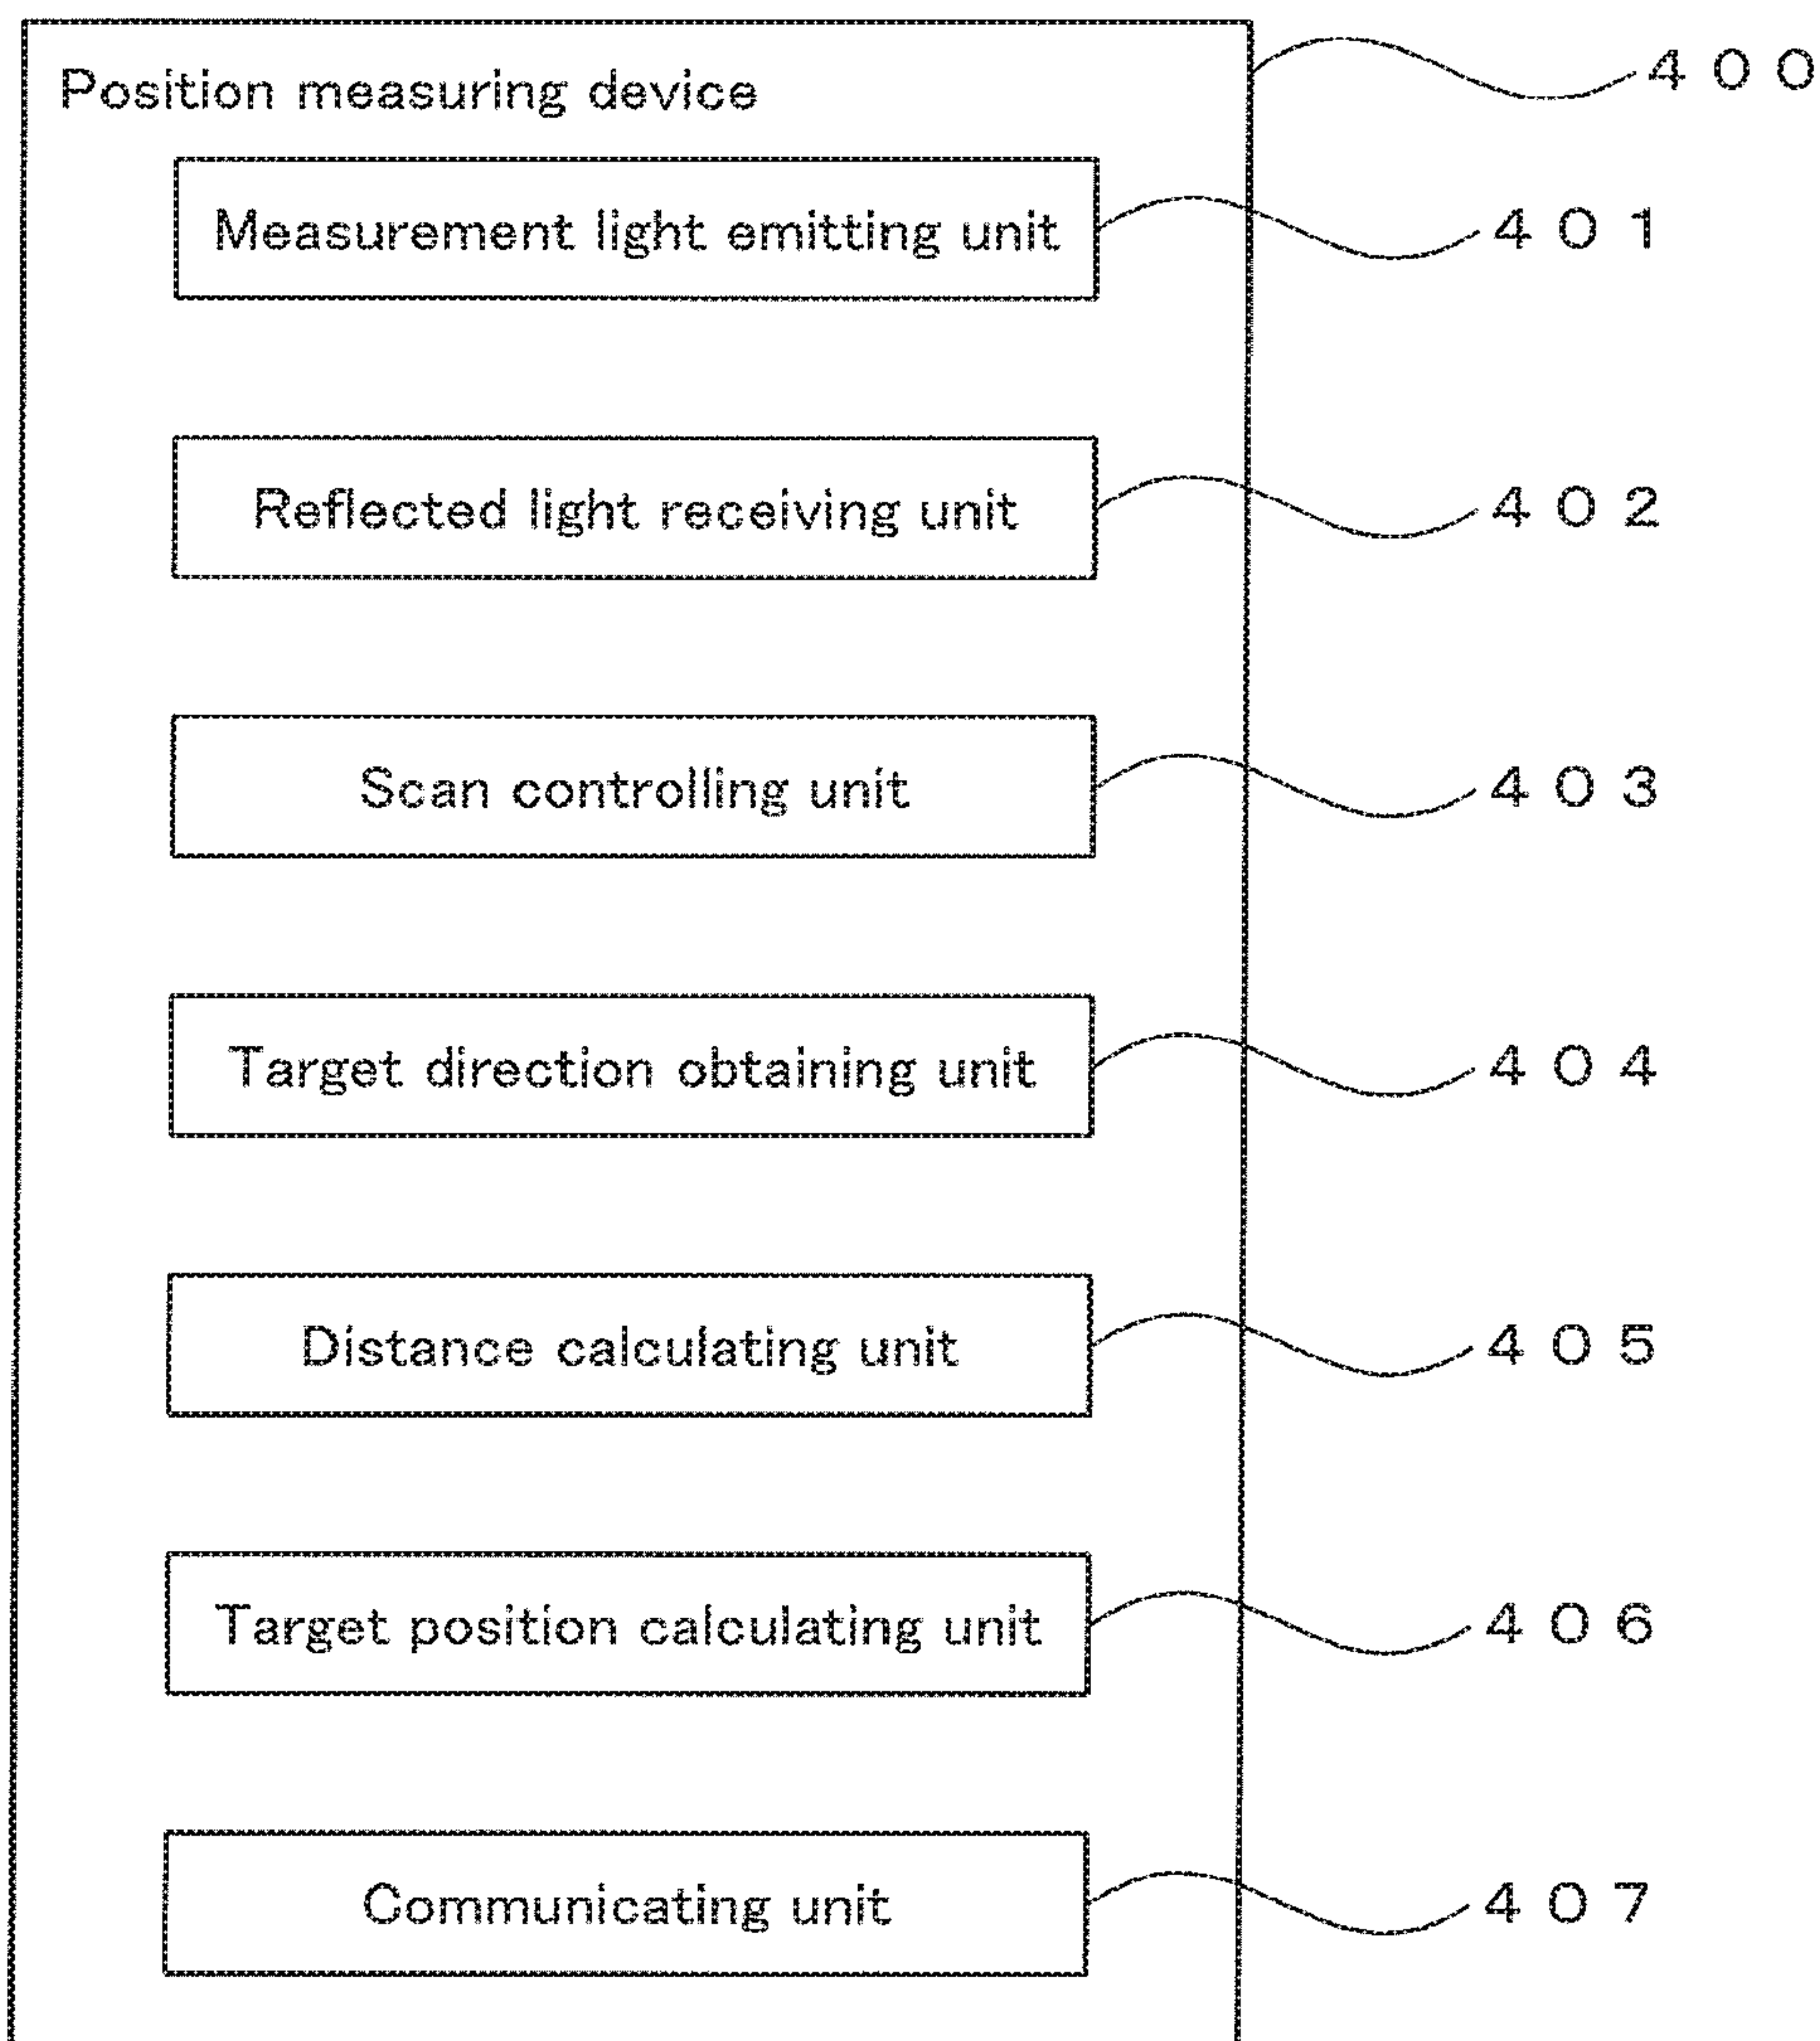 Position measuring device
400
Measurement light emitting unit
401
Reflected light receiving unit
402
Scan controlling unit
403
Target direction obtaining unit
404
Distance calculating unit
405
Target position calculating unit
406
Communicating unit
407